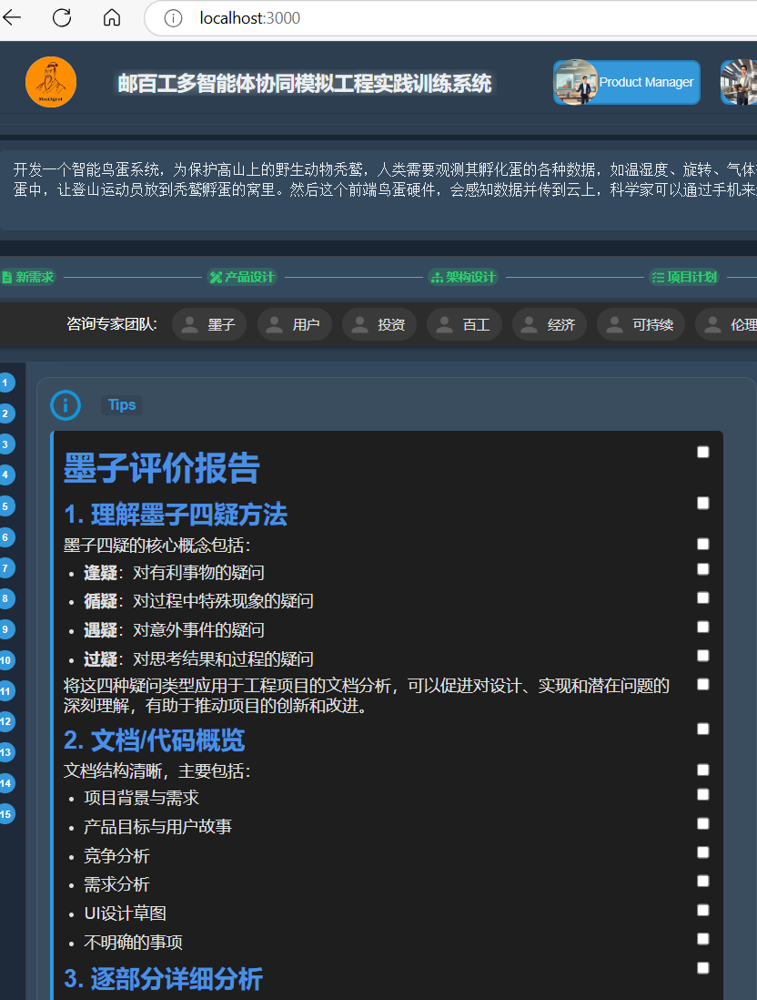 localhost:3000
MoziAgent
邮百工多智能体协同模拟工程实践训练系统
Product Manager
开发一个智能鸟蛋系统，为保护高山上的野生动物秃鹫，人类需要观测其孵化蛋的各种数据，如温湿度、旋转、气体
蛋中，让登山运动员放到秃鹫孵蛋的窝里。然后这个前端鸟蛋硬件，会感知数据并传到云上，科学家可以通过手机来
新需求 产品设计 架构设计 项目计划
咨询专家团队: 墨子 用户 投资 百工 经济 可持续 伦理
1
2
3
4
5
6
7
8
9
10
11
12
13
14
15
Tips
墨子评价报告
1. 理解墨子四疑方法
墨子四疑的核心概念包括：
• 逢疑：对有利事物的疑问
• 循疑：对过程中特殊现象的疑问
• 遇疑：对意外事件的疑问
• 过疑：对思考结果和过程的疑问
将这四种疑问类型应用于工程项目的文档分析，可以促进对设计、实现和潜在问题的
深刻理解，有助于推动项目的创新和改进。
2. 文档/代码概览
文档结构清晰，主要包括：
• 项目背景与需求
• 产品目标与用户故事
• 竞争分析
• 需求分析
• UI设计草图
• 不明确的事项
3. 逐部分详细分析